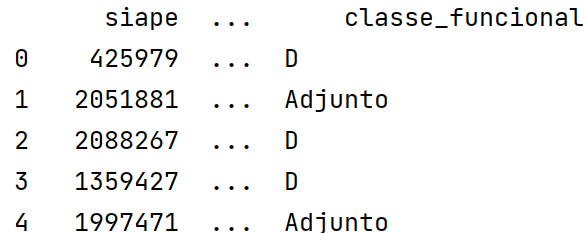 siape ... classe_funcional
0 425979 ... D
1 2051881 ... Adjunto
2 2088267 ... D
3 1359427 ... D
4 1997471 ... Adjunto